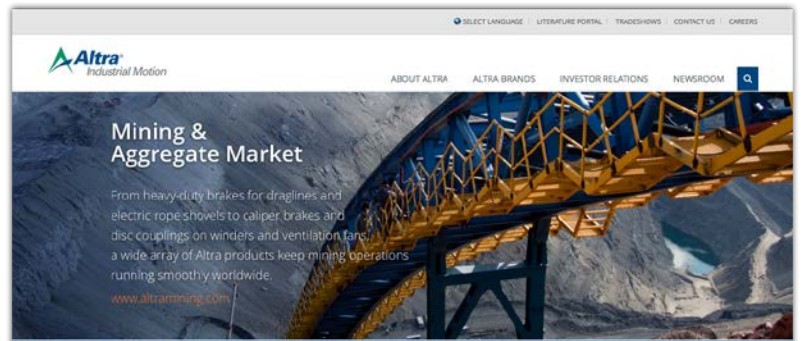 SELECT LANGUAGE LITERATURE PORTAL TRADESHOWS CONTACT US CAREERS
Altra
Industrial Motion
ABOUT ALTRA ALTRA BRANDS INVESTOR RELATIONS NEWSROOM
Mining &
Aggregate Market
From heavy-duty brakes for draglines and
electric rope shovels to caliper brakes and
disc couplings on winders and ventilation fans,
a wide array of Altra products keep mining operations
running smoothly worldwide.
www.altramining.com